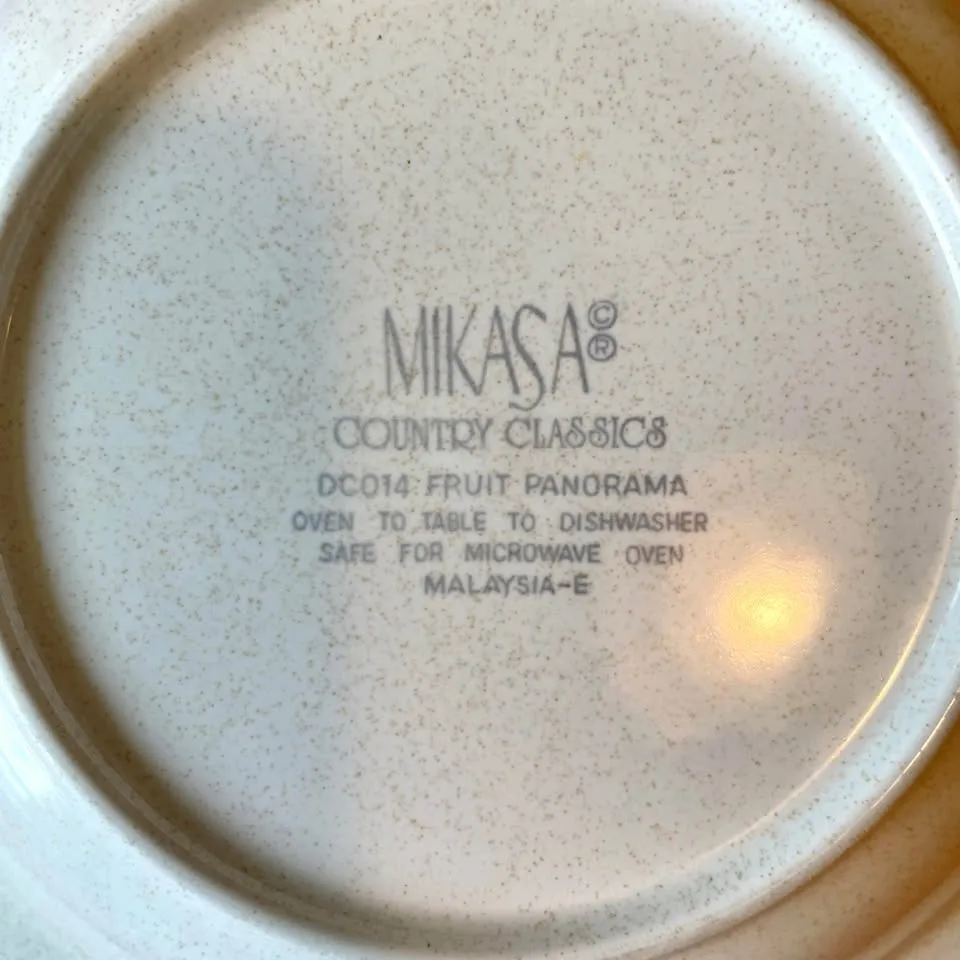 MIKASA©®
COUNTRY CLASSICS
DC014 FRUIT PANORAMA
OVEN TO TABLE TO DISHWASHER
SAFE FOR MICROWAVE OVEN
MALAYSIA-E